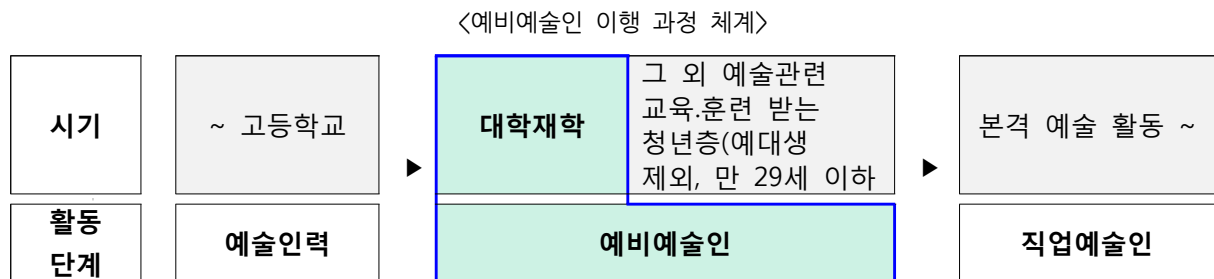 <예비예술인 이행 과정 체계>
시기
~ 고등학교
▶
대학재학
그 외 예술관련
교육.훈련 받는
청년층(예대생
제외, 만 29세 이하
▶
본격 예술 활동 ~
활동
단계
예술인력
예비예술인
직업예술인